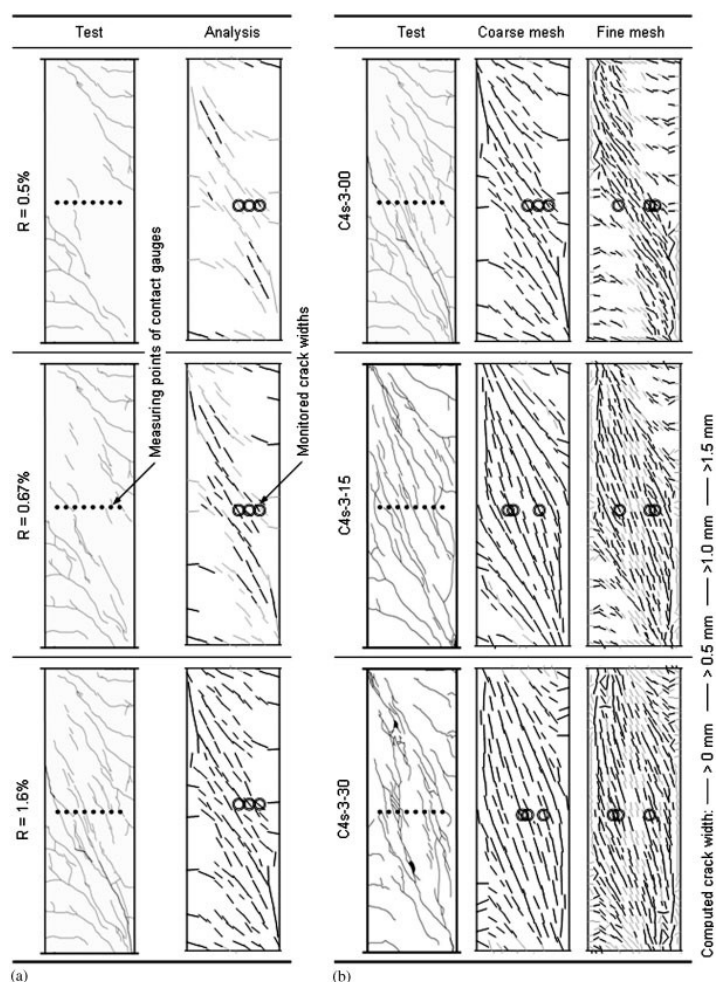 Test
Analysis
R = 0.5%
R = 0.67%
R = 1.6%
Measuring points of contact gauges
Monitored crack widths
(a)
Test
Coarse mesh
Fine mesh
C4s-3-00
C4s-3-15
C4s-3-30
Computed crack width: > 0 mm > 0.5 mm >1.0 mm >1.5 mm
(b)